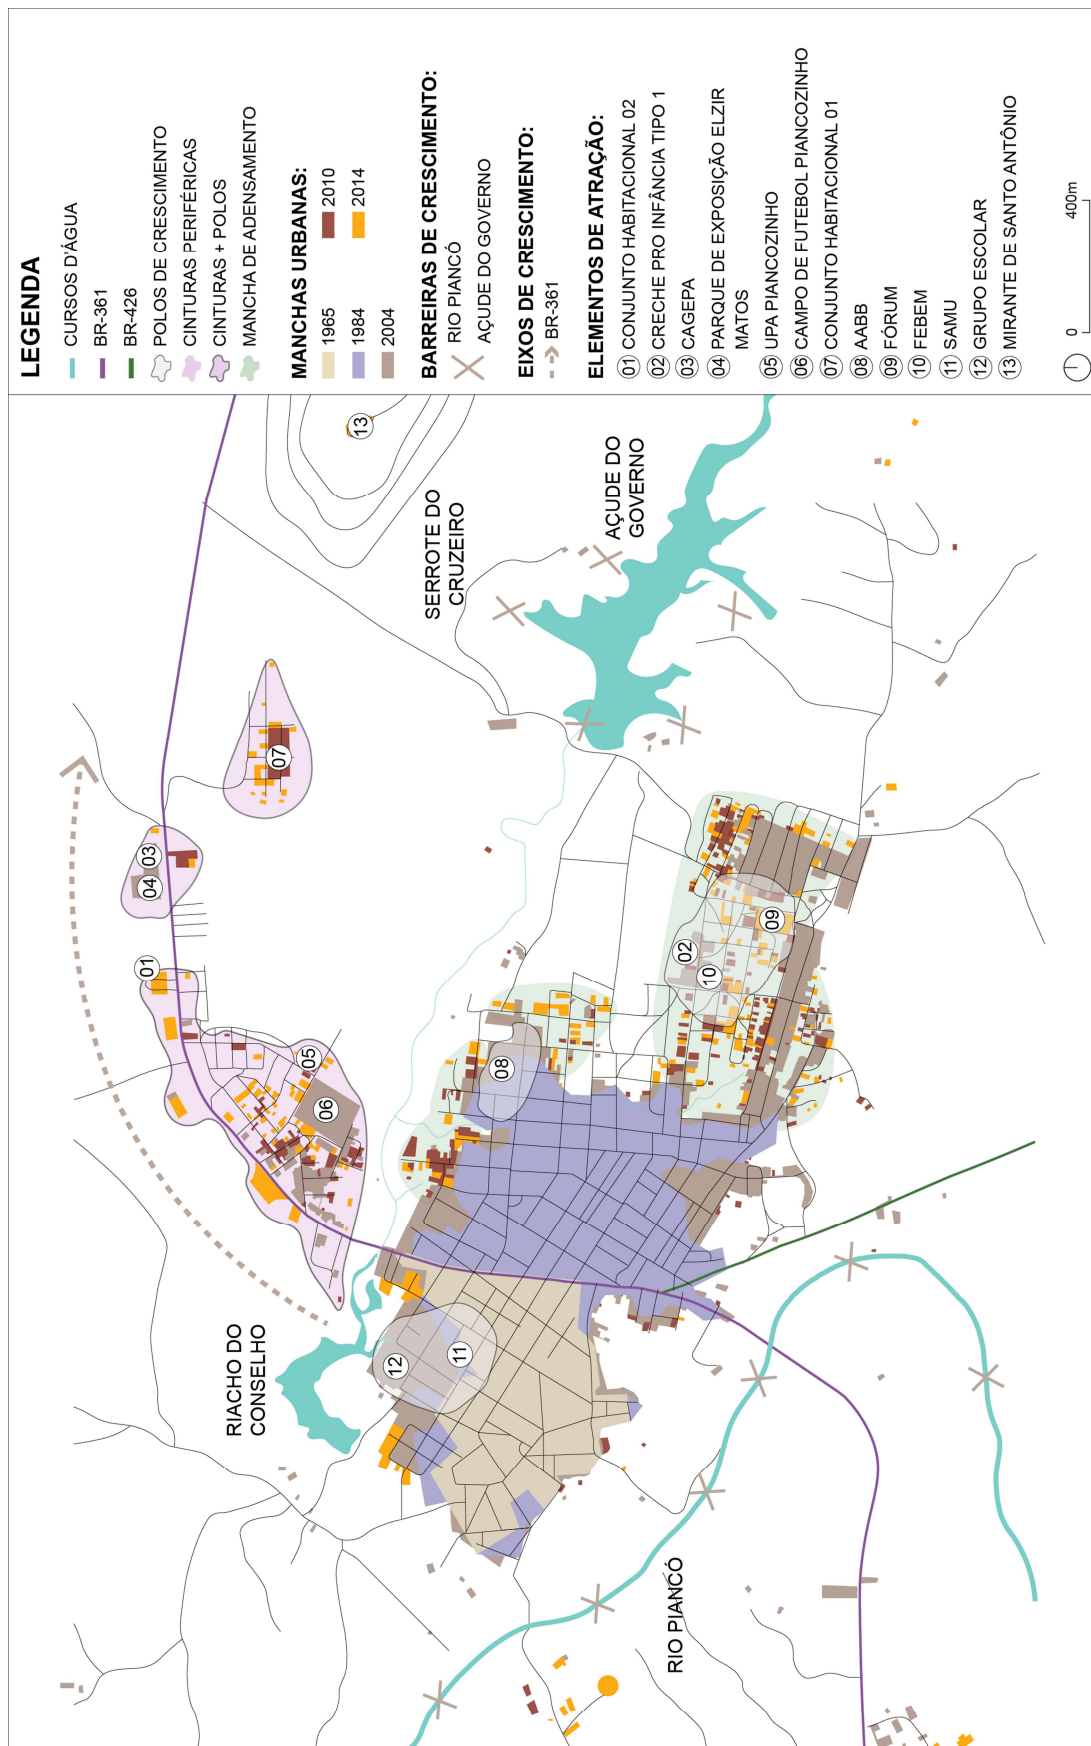 LEGENDA
CURSOS D'ÁGUA
BR-361
BR-426
POLOS DE CRESCIMENTO
CINTURAS PERIFÉRICAS
CINTURAS + POLOS
MANCHA DE ADENSAMENTO
MANCHAS URBANAS:
1965
1984
2004
2010
2014
BARREIRAS DE CRESCIMENTO:
RIO PIANCÓ
AÇUDE DO GOVERNO
EIXOS DE CRESCIMENTO:
BR-361
ELEMENTOS DE ATRAÇÃO:
01 CONJUNTO HABITACIONAL 02
02 CRECHE PRO INFÂNCIA TIPO 1
03 CAGEPA
04 PARQUE DE EXPOSIÇÃO ELZIR
MATOS
05 UPA PIANCOZINHO
06 CAMPO DE FUTEBOL PIANCOZINHO
07 CONJUNTO HABITACIONAL 01
08 AABB
09 FÓRUM
10 FEBEM
11 SAMU
12 GRUPO ESCOLAR
13 MIRANTE DE SANTO ANTÔNIO
0 400m
RIACHO DO
CONSELHO
SERROTE DO
CRUZEIRO
AÇUDE DO
GOVERNO
RIO PIANCÓ
01
02
03
04
05
06
07
08
09
10
11
12
13